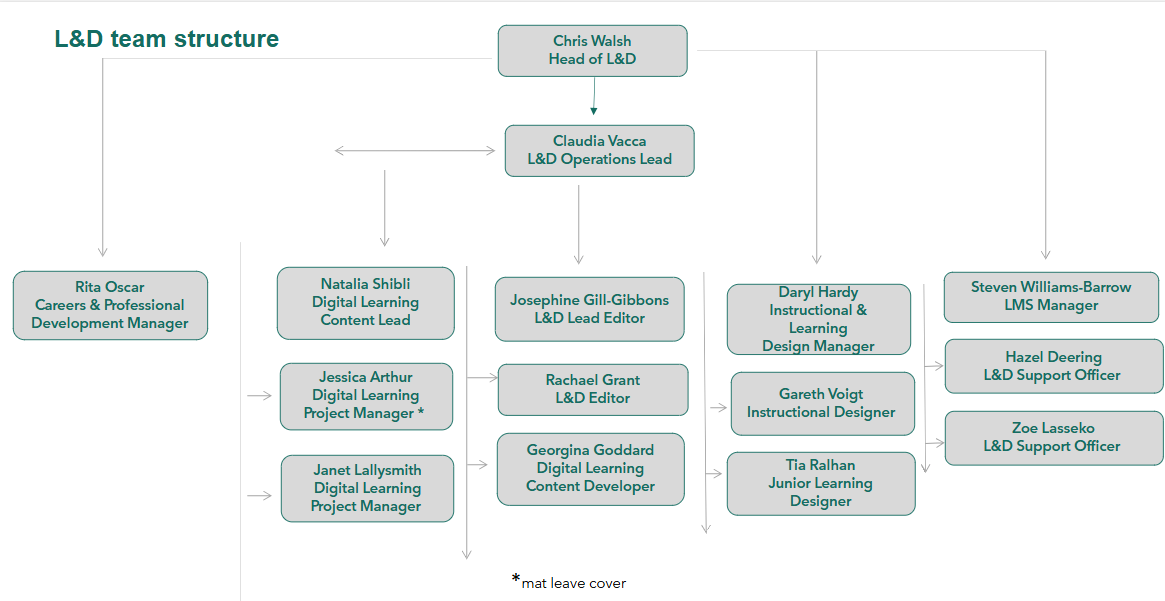 L&D team structure
Chris Walsh
Head of L&D
Claudia Vacca
L&D Operations Lead
Rita Oscar
Careers & Professional
Development Manager
Natalia Shibli
Digital Learning
Content Lead
Jessica Arthur
Digital Learning
Project Manager *
Janet Lallysmith
Digital Learning
Project Manager
Josephine Gill-Gibbons
L&D Lead Editor
Rachael Grant
L&D Editor
Georgina Goddard
Digital Learning
Content Developer
Daryl Hardy
Instructional &
Learning
Design Manager
Gareth Voigt
Instructional Designer
Tia Ralhan
Junior Learning
Designer
Steven Williams-Barrow
LMS Manager
Hazel Deering
L&D Support Officer
Zoe Lasseko
L&D Support Officer
*mat leave cover